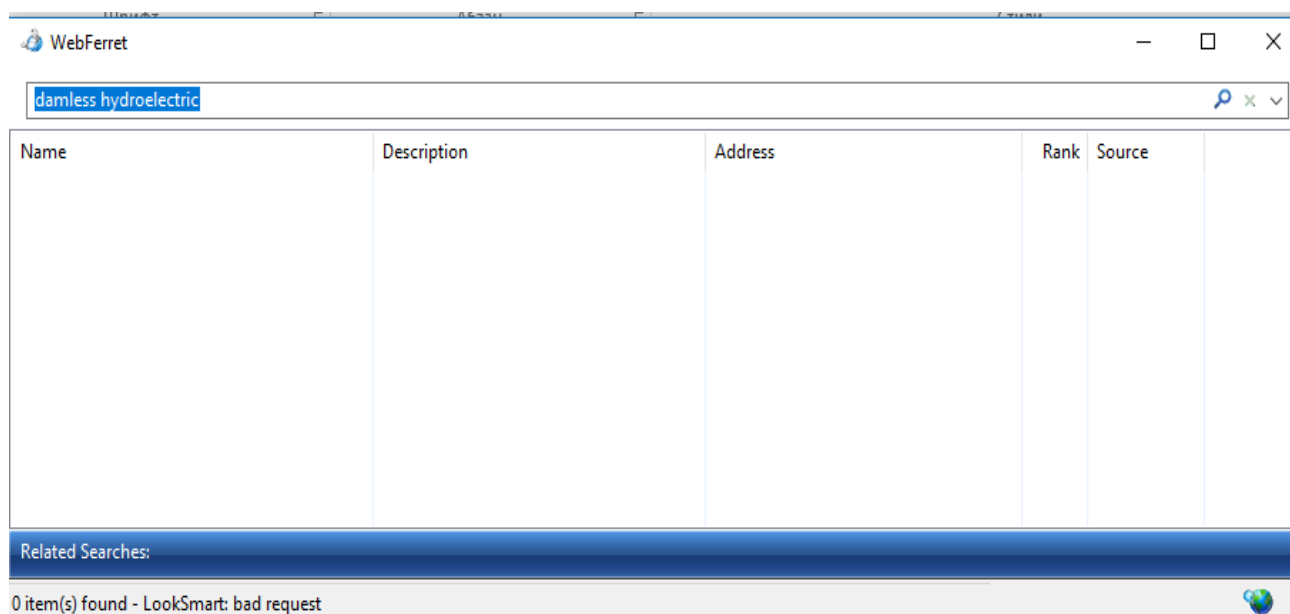 WebFerret
damless hydroelectric
Name Description Address Rank Source
Related Searches:
0 item(s) found - LookSmart: bad request